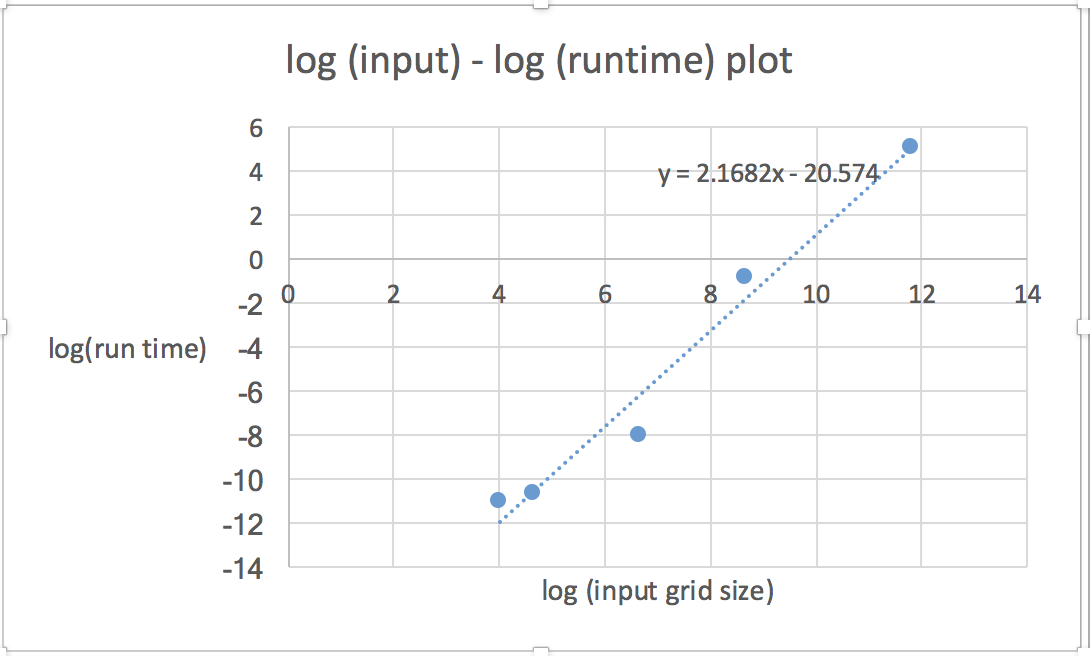 log (input) - log (runtime) plot
6
4
y = 2.1682x - 20.574
2
0
0 2 4 6 8 10 12 14
-2
log(run time)
-4
-6
-8
-10
-12
-14
log (input grid size)